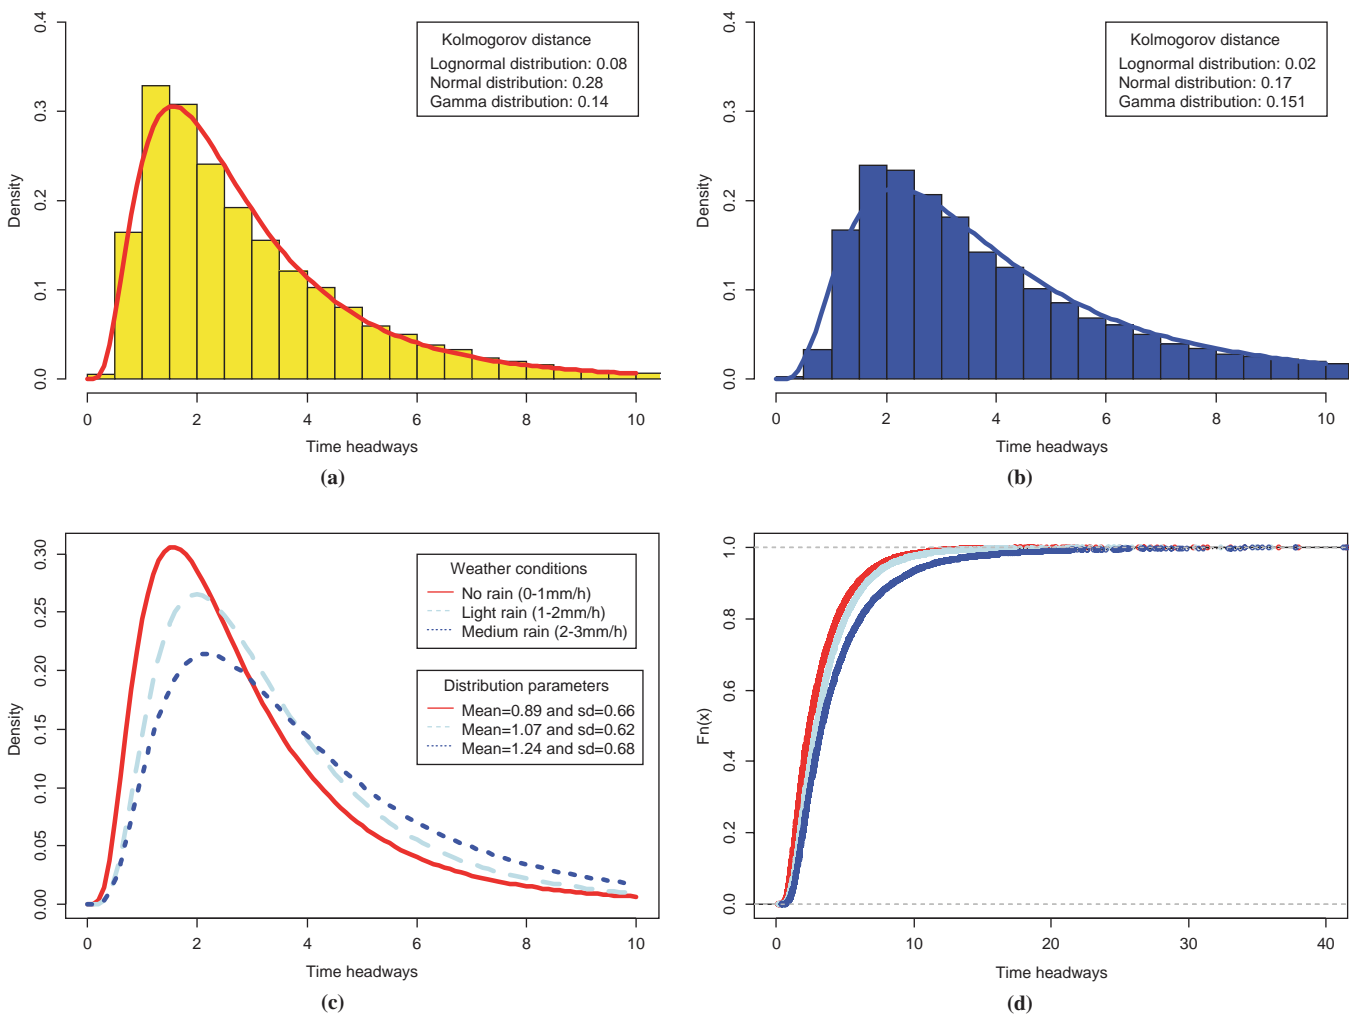 Kolmogorov distance
Lognormal distribution: 0.08
Normal distribution: 0.28
Gamma distribution: 0.14
Density
0.0 0.1 0.2 0.3 0.4
0 2 4 6 8 10
Time headways
(a)
Kolmogorov distance
Lognormal distribution: 0.02
Normal distribution: 0.17
Gamma distribution: 0.151
Density
0.0 0.1 0.2 0.3 0.4
0 2 4 6 8 10
Time headways
(b)
Weather conditions
No rain (0-1mm/h)
Light rain (1-2mm/h)
Medium rain (2-3mm/h)
Distribution parameters
Mean=0.89 and sd=0.66
Mean=1.07 and sd=0.62
Mean=1.24 and sd=0.68
Density
0.00 0.05 0.10 0.15 0.20 0.25 0.30
0 2 4 6 8 10
Time headways
(c)
Fn(x)
0.0 0.2 0.4 0.6 0.8 1.0
0 10 20 30 40
Time headways
(d)